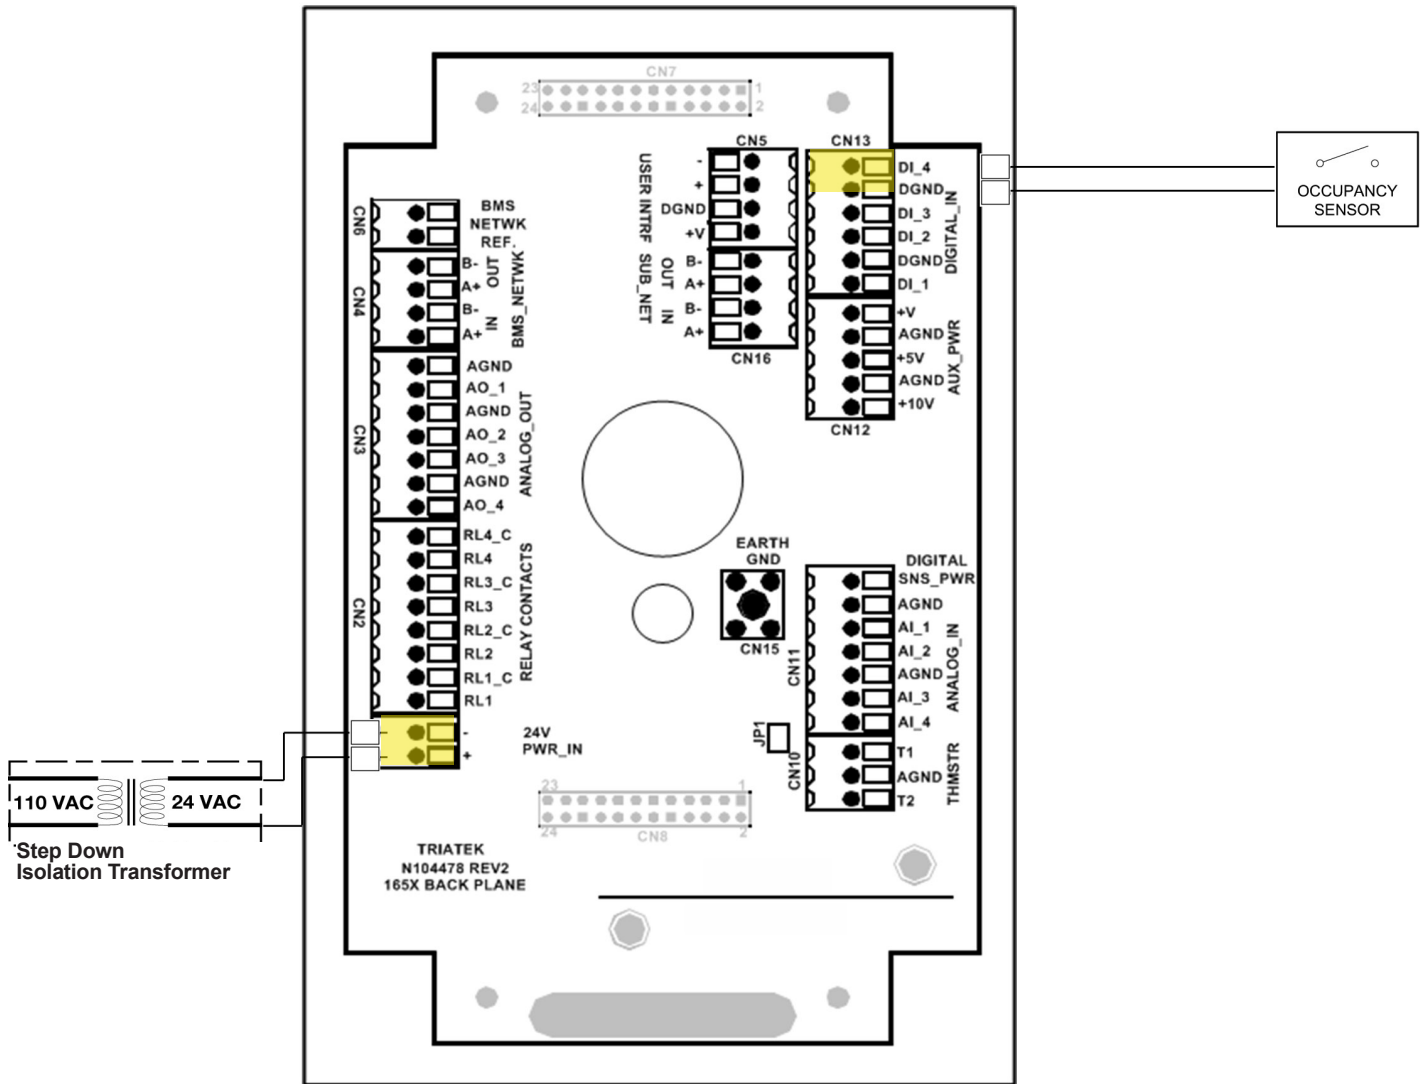 CN7
23
1
24
2
CN5
CN13
USER INTRF
-
+
DGND
+V
SUB_NET
OUT
IN
B-
A+
B-
A+
CN16
DI_4
DGND
DI_3
DI_2
DGND
DI_1
DIGITAL_IN
+V
AGND
+5V
AGND
+10V
AUX_PWR
CN12
OCCUPANCY
SENSOR
CN6
BMS
NETWK
REF.
CN4
B-
A+
B-
A+
OUT
IN
BMS_NETWK
CN3
AGND
AO_1
AGND
AO_2
AO_3
AGND
AO_4
ANALOG_OUT
CN2
RL4_C
RL4
RL3_C
RL3
RL2_C
RL2
RL1_C
RL1
RELAY CONTACTS
-
+
24V
PWR_IN
EARTH
GND
CN15
DIGITAL
SNS_PWR
AGND
AI_1
AI_2
AGND
AI_3
AI_4
CN11
ANALOG_IN
JP1
CN10
T1
AGND
T2
THMSTR
110 VAC
24 VAC
Step Down
Isolation Transformer
23
1
24
2
CN8
TRIATEK
N104478 REV2
165X BACK PLANE